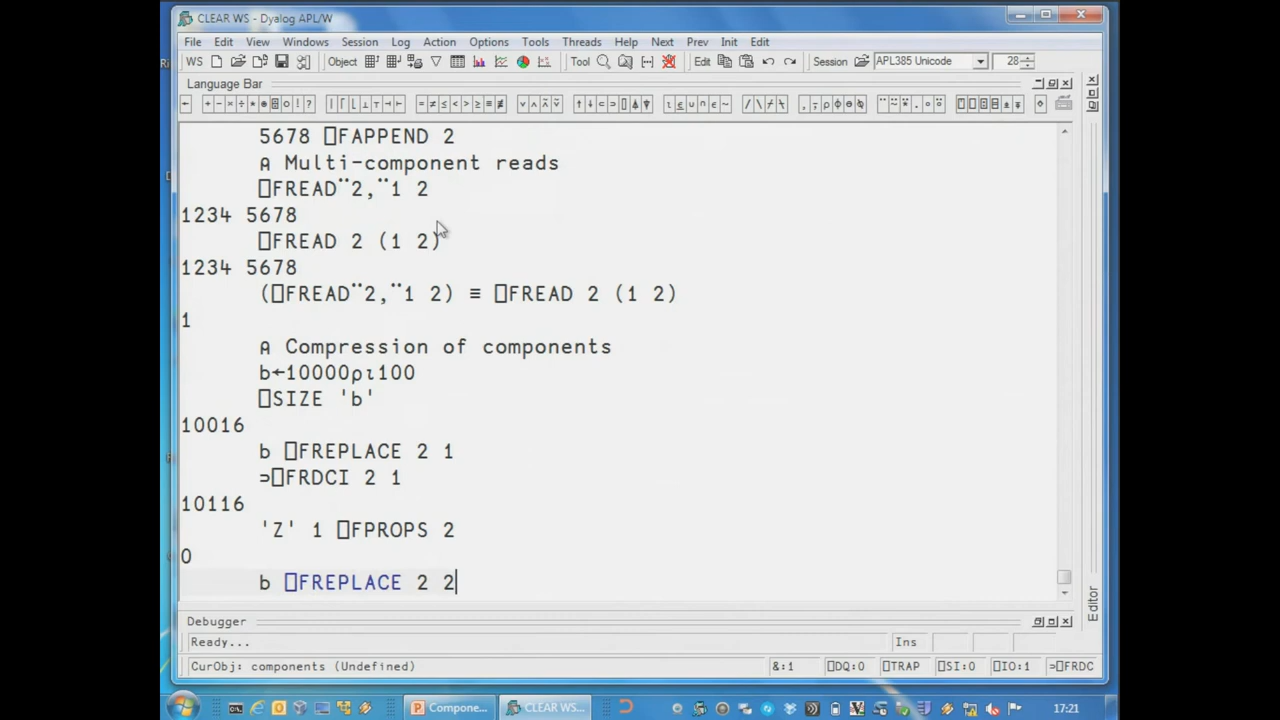 CLEAR WS - Dyalog APL/W
File Edit View Windows Session Log Action Options Tools Threads Help Next Prev Init Edit
WS Object Tool Edit Session APL385 Unicode 28
Language Bar
5678 ⎕FAPPEND 2
⍝ Multi-component reads
⎕FREAD¨2,¨1 2
1234 5678
⎕FREAD 2 (1 2)
1234 5678
(⎕FREAD¨2,¨1 2) ≡ ⎕FREAD 2 (1 2)
1
⍝ Compression of components
b←10000⍴⍳100
⎕SIZE 'b'
10016
b ⎕FREPLACE 2 1
⊃⎕FRDCI 2 1
10116
'Z' 1 ⎕FPROPS 2
0
b ⎕FREPLACE 2 2
Editor
Debugger
Ready...
Ins
CurObj: components (Undefined)
&:1 ⎕DQ:0 ⎕TRAP ⎕SI:0 ⎕IO:1 ⊃⎕FRDC
Compone... CLEAR WS... 17:21